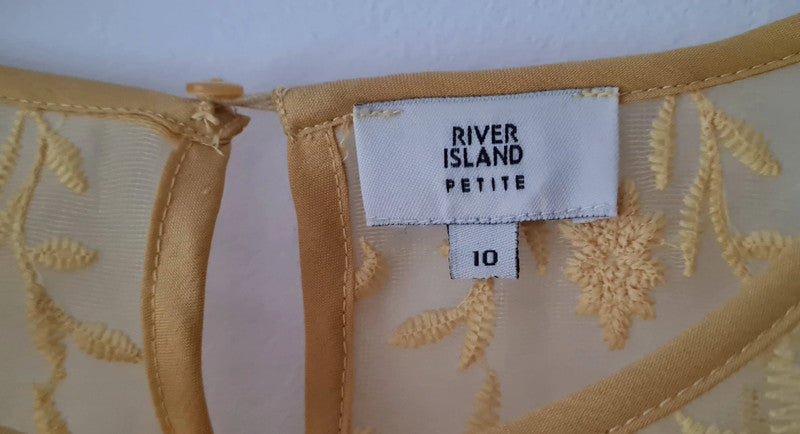 RIVER
ISLAND
PETITE
10